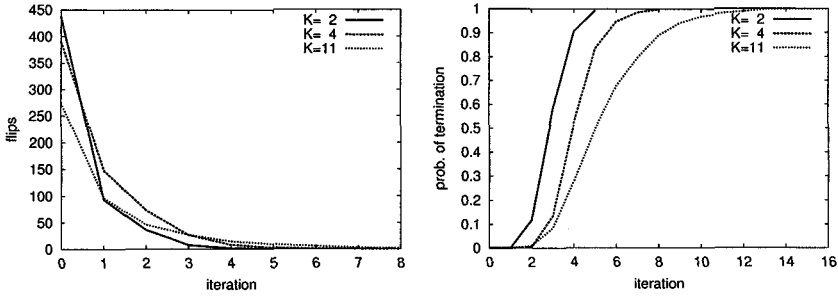 450
400
350
300
250
200
150
100
50
0
flips
K= 2
K= 4
K=11
0 1 2 3 4 5 6 7 8
iteration
1
0.9
0.8
0.7
0.6
0.5
0.4
0.3
0.2
0.1
0
prob. of termination
K= 2
K= 4
K=11
0 2 4 6 8 10 12 14 16
iteration